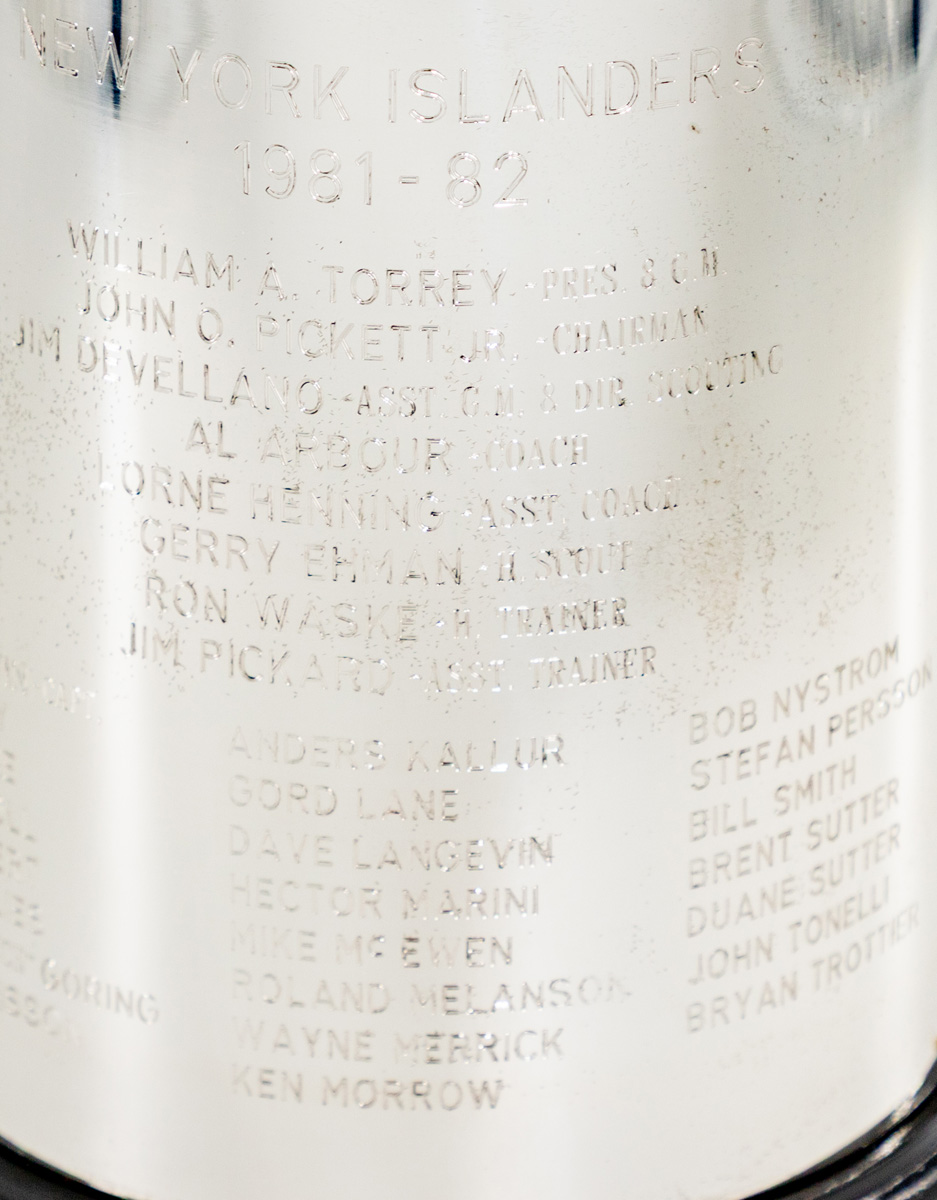 NEW YORK ISLANDERS
1981-82
WILLIAM A. TORREY - PRES. & G.M.
JOHN O. PICKETT JR. - CHAIRMAN
JIM DEVELLANO - ASST. G.M. & DIR. SCOUTING
AL ARBOUR - COACH
LORNE HENNING - ASST. COACH
GERRY EHMAN - H. SCOUT
RON WASKE - H. TRAINER
JIM PICKARD - ASST. TRAINER
GORING
ANDERS KALLUR
GORD LANE
DAVE LANGEVIN
HECTOR MARINI
MIKE MCEWEN
ROLAND MELANSON
WAYNE MERRICK
KEN MORROW
BOB NYSTROM
STEFAN PERSSON
BILL SMITH
BRENT SUTTER
DUANE SUTTER
JOHN TONELLI
BRYAN TROTTIER